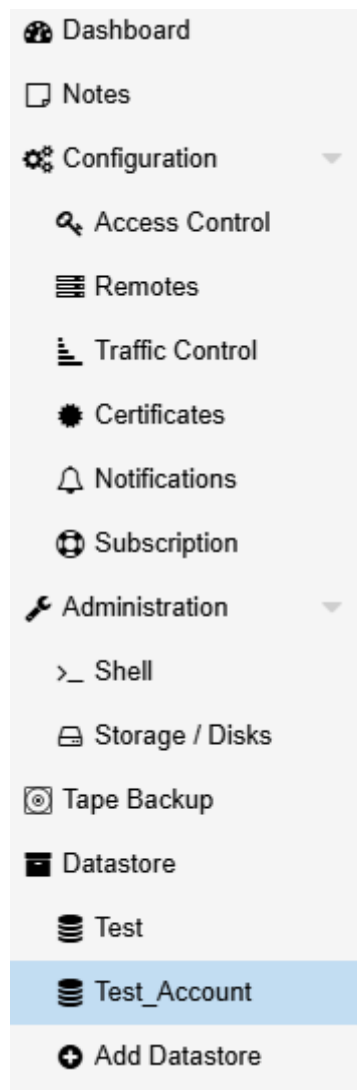 Dashboard
Notes
Configuration
Access Control
Remotes
Traffic Control
Certificates
Notifications
Subscription
Administration
>_ Shell
Storage / Disks
Tape Backup
Datastore
Test
Test_Account
Add Datastore